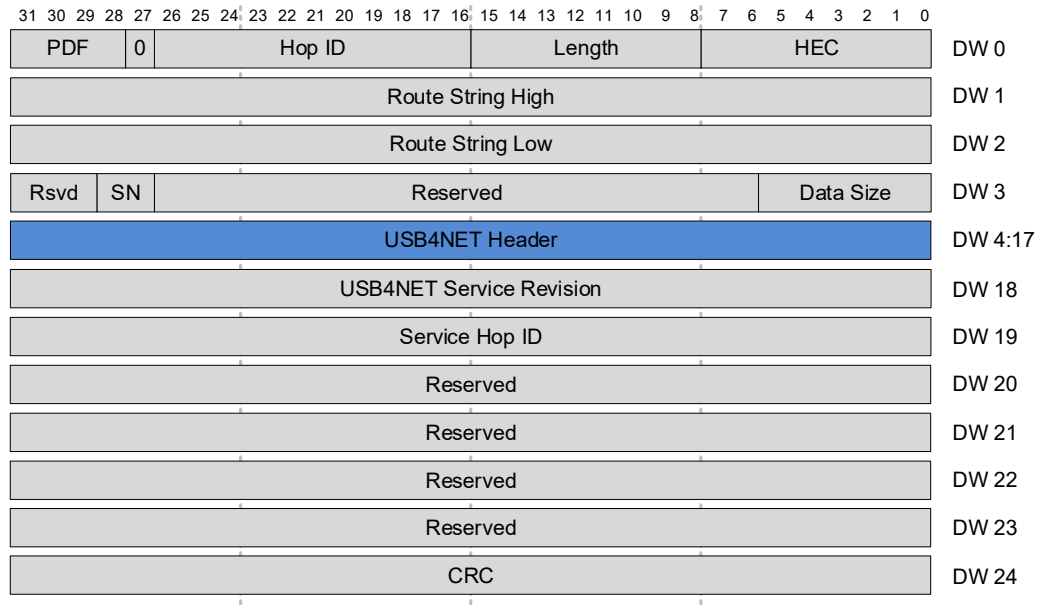 31 30 29 28 27 26 25 24 23 22 21 20 19 18 17 16 15 14 13 12 11 10 9 8 7 6 5 4 3 2 1 0
PDF 0 Hop ID Length HEC DW 0
Route String High DW 1
Route String Low DW 2
Rsvd SN Reserved Data Size DW 3
USB4NET Header DW 4:17
USB4NET Service Revision DW 18
Service Hop ID DW 19
Reserved DW 20
Reserved DW 21
Reserved DW 22
Reserved DW 23
CRC DW 24